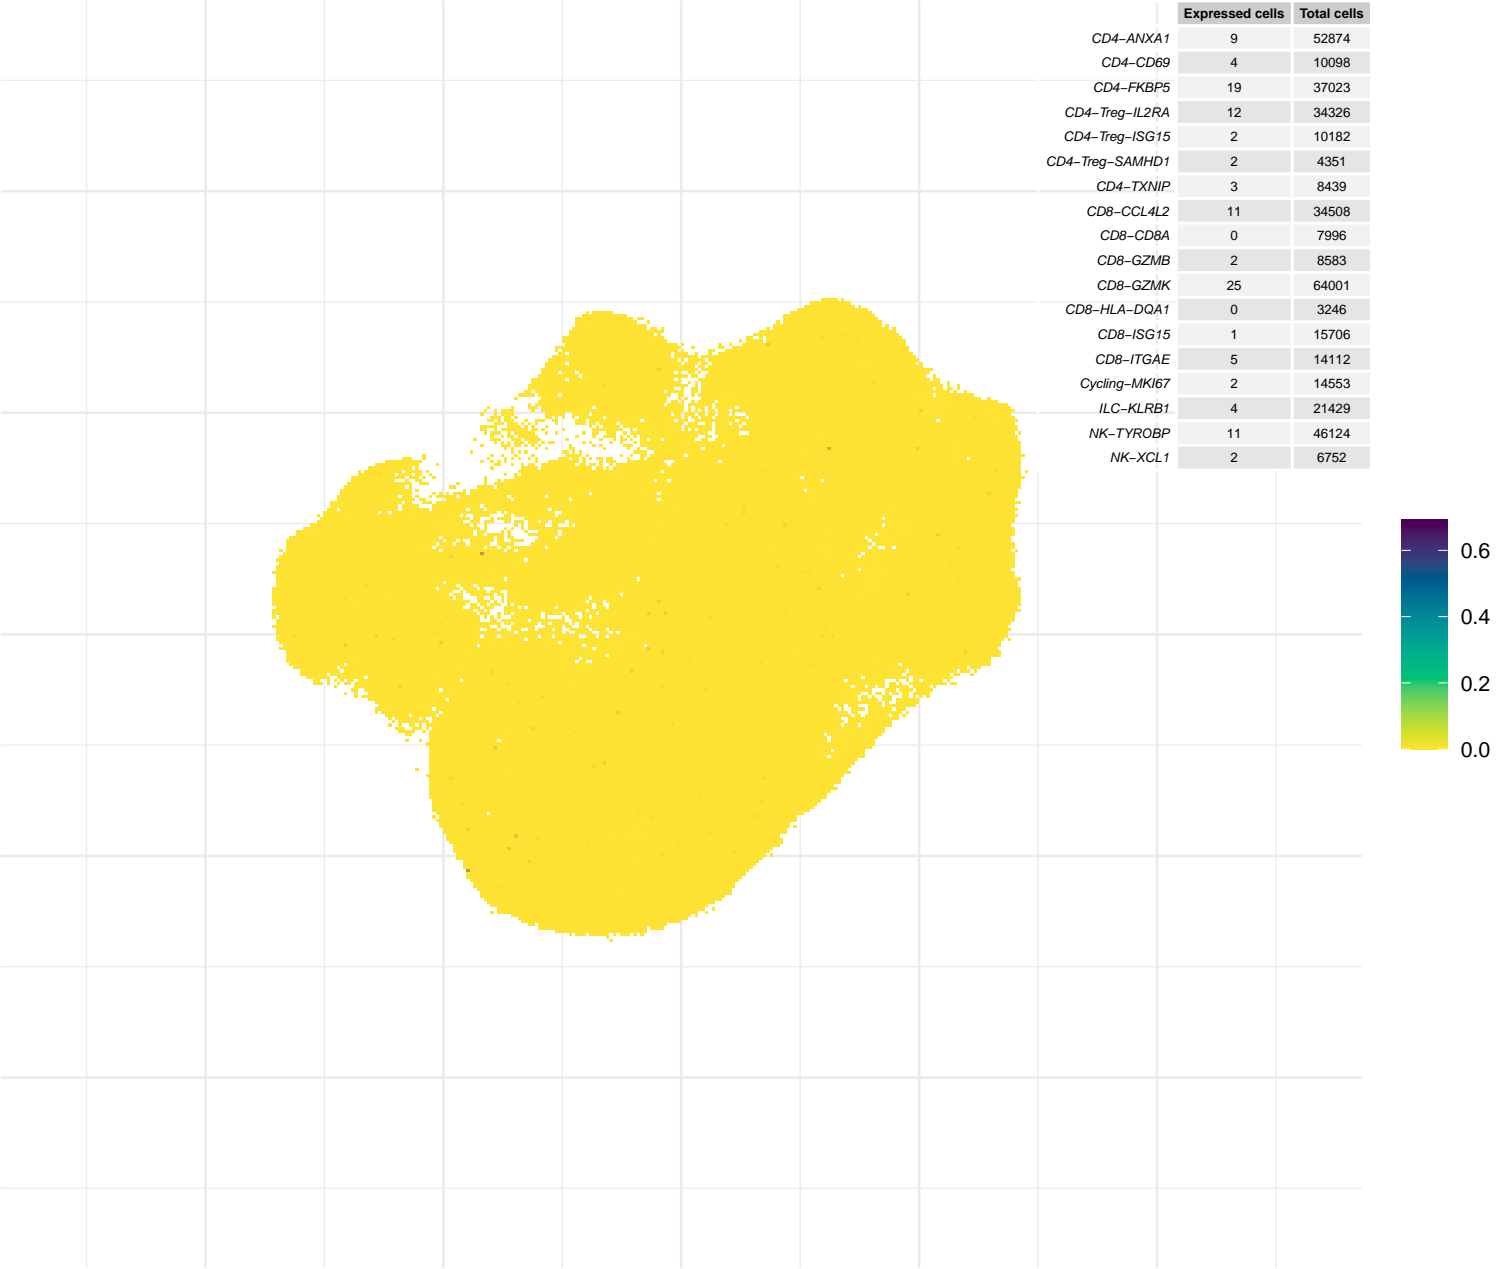 Expressed cells Total cells
CD4−ANXA1 9 52874
CD4−CD69 4 10098
CD4−FKBP5 19 37023
CD4−Treg−IL2RA 12 34326
CD4−Treg−ISG15 2 10182
CD4−Treg−SAMHD1 2 4351
CD4−TXNIP 3 8439
CD8−CCL4L2 11 34508
CD8−CD8A 0 7996
CD8−GZMB 2 8583
CD8−GZMK 25 64001
CD8−HLA−DQA1 0 3246
CD8−ISG15 1 15706
CD8−ITGAE 5 14112
Cycling−MKI67 2 14553
ILC−KLRB1 4 21429
NK−TYROBP 11 46124
NK−XCL1 2 6752
0.6
0.4
0.2
0.0